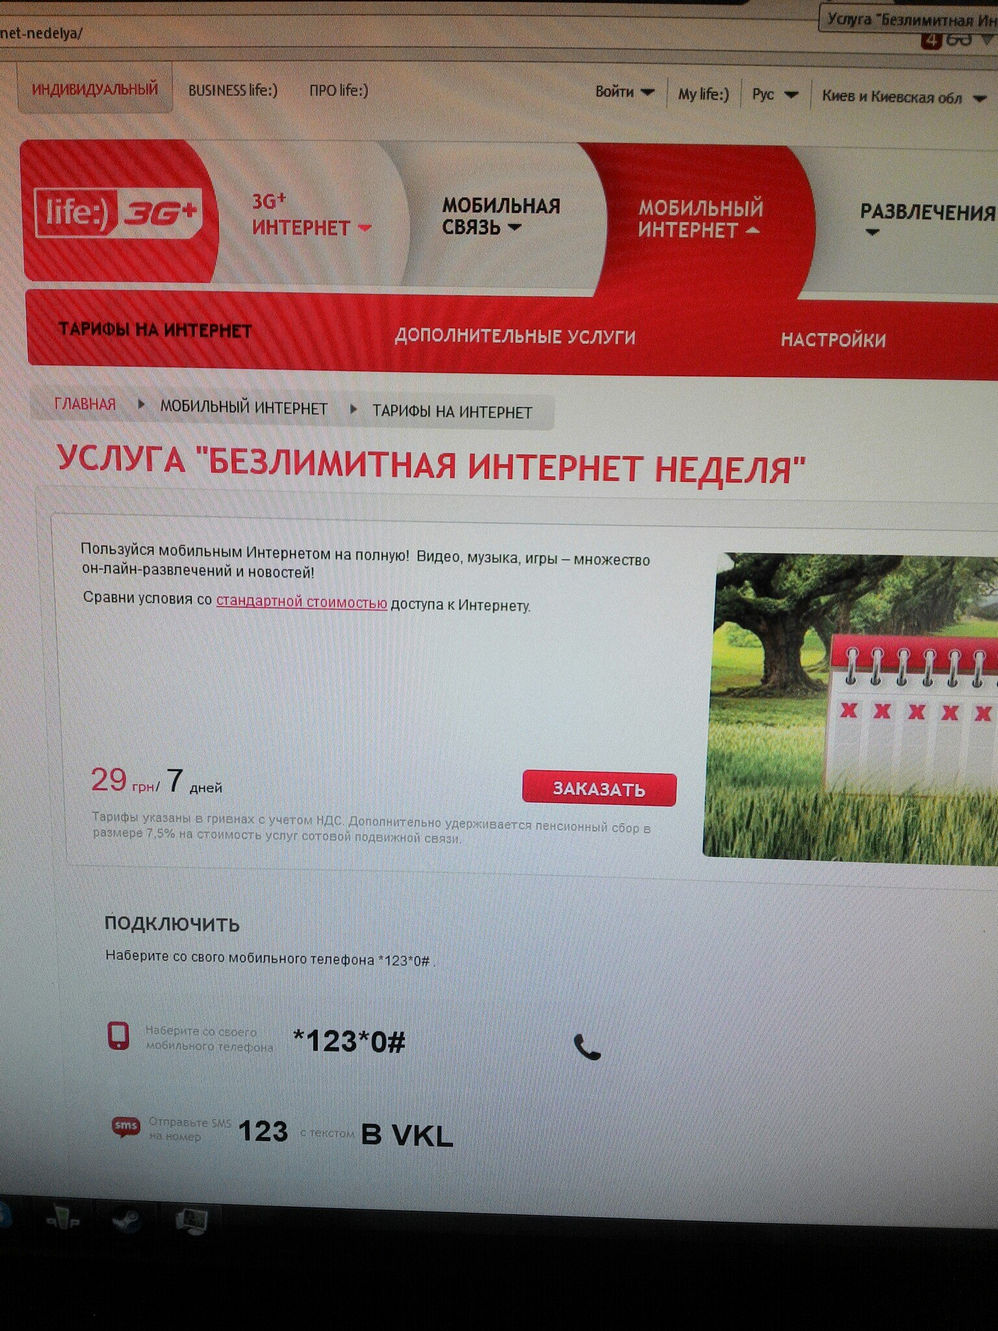 Услуга "Безлимитная Ин
net-nedelya/
4
ИНДИВИДУАЛЬНЫЙ BUSINESS life:) ПРО life:) Войти My life:) Рус Киев и Киевская обл
life:) 3G+
3G+ ИНТЕРНЕТ
МОБИЛЬНАЯ СВЯЗЬ
МОБИЛЬНЫЙ ИНТЕРНЕТ
РАЗВЛЕЧЕНИЯ
ТАРИФЫ НА ИНТЕРНЕТ ДОПОЛНИТЕЛЬНЫЕ УСЛУГИ НАСТРОЙКИ
ГЛАВНАЯ МОБИЛЬНЫЙ ИНТЕРНЕТ ТАРИФЫ НА ИНТЕРНЕТ
УСЛУГА "БЕЗЛИМИТНАЯ ИНТЕРНЕТ НЕДЕЛЯ"
Пользуйся мобильным Интернетом на полную! Видео, музыка, игры – множество
он-лайн-развлечений и новостей!
Сравни условия со стандартной стоимостью доступа к Интернету.
X X X X X
29 грн/ 7 дней
ЗАКАЗАТЬ
Тарифы указаны в гривнах с учетом НДС. Дополнительно удерживается пенсионный сбор в
размере 7,5% на стоимость услуг сотовой подвижной связи.
ПОДКЛЮЧИТЬ
Наберите со свого мобильного телефона *123*0# .
Наберите со своего
мобильного телефона
*123*0#
sms
Отправьте SMS
на номер
123 с текстом B VKL